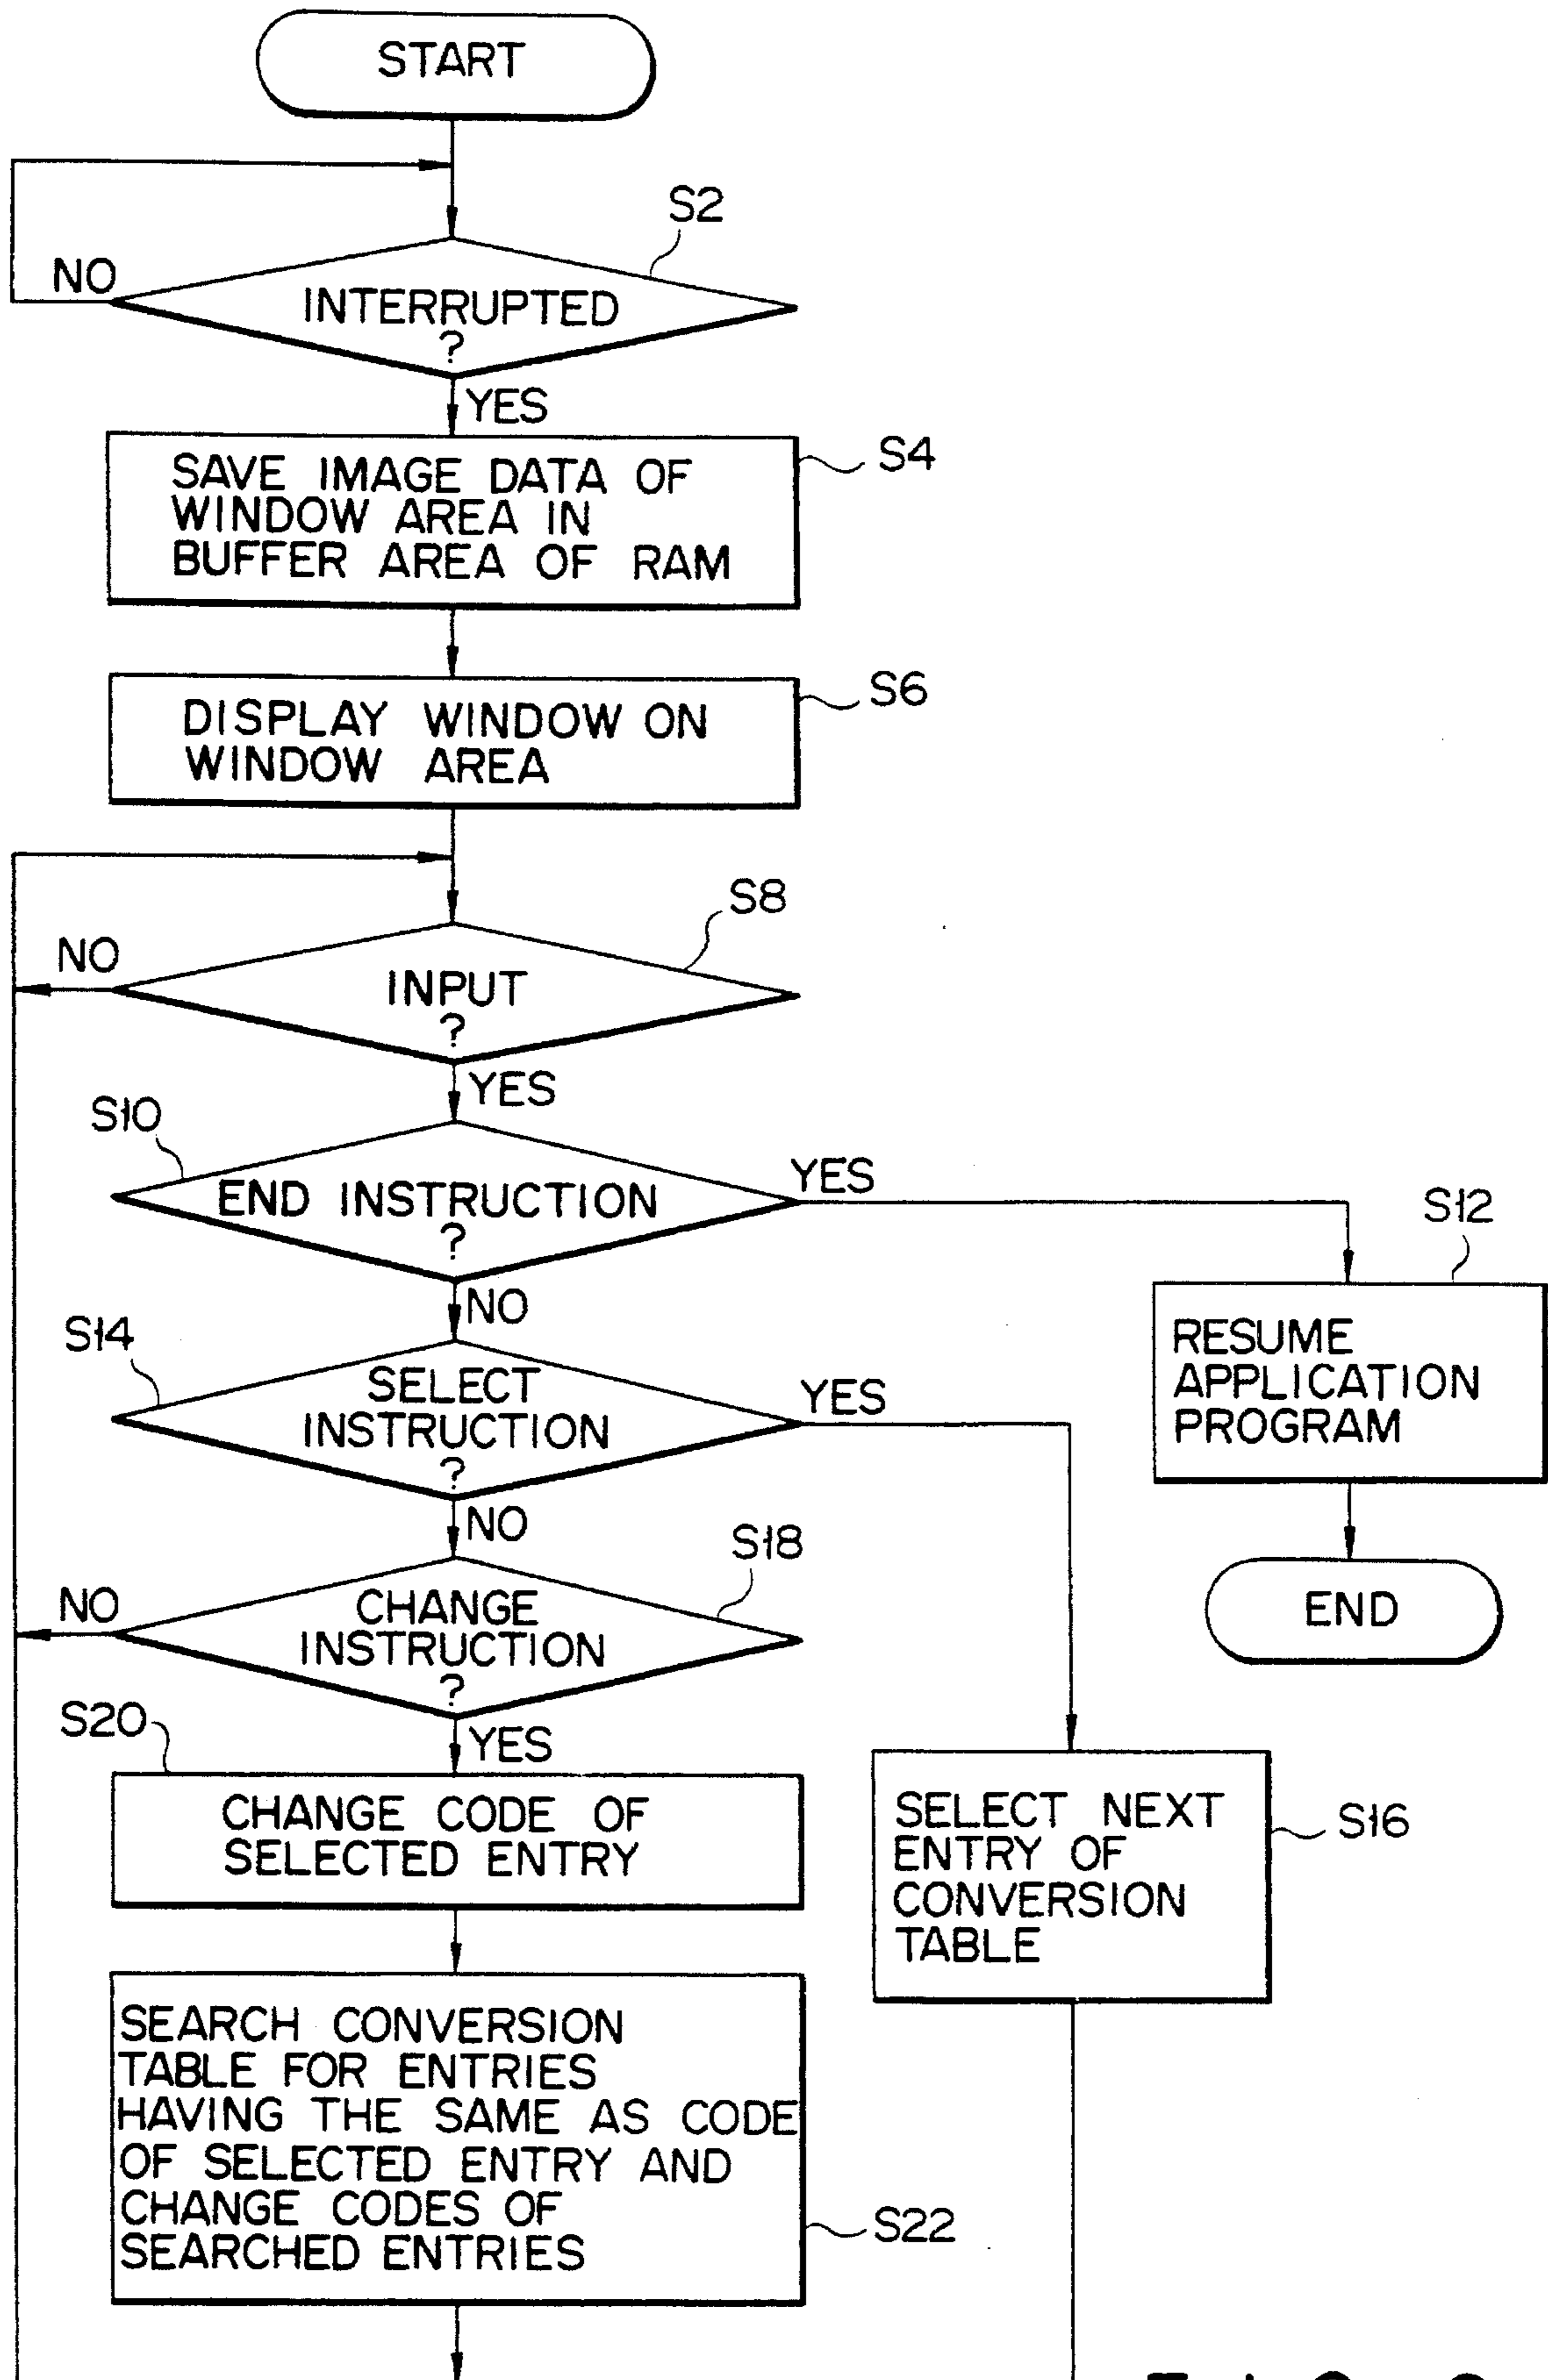 START
S2
NO
INTERRUPTED
?
YES
S4
SAVE IMAGE DATA OF
WINDOW AREA IN
BUFFER AREA OF RAM
S6
DISPLAY WINDOW ON
WINDOW AREA
S8
NO
INPUT
?
YES
S10
END INSTRUCTION
?
YES
S12
RESUME
APPLICATION
PROGRAM
END
NO
S14
SELECT
INSTRUCTION
?
YES
NO
S18
NO
CHANGE
INSTRUCTION
?
YES
S20
CHANGE CODE OF
SELECTED ENTRY
SELECT NEXT
ENTRY OF
CONVERSION
TABLE
S16
SEARCH CONVERSION
TABLE FOR ENTRIES
HAVING THE SAME AS CODE
OF SELECTED ENTRY AND
CHANGE CODES OF
SEARCHED ENTRIES
S22